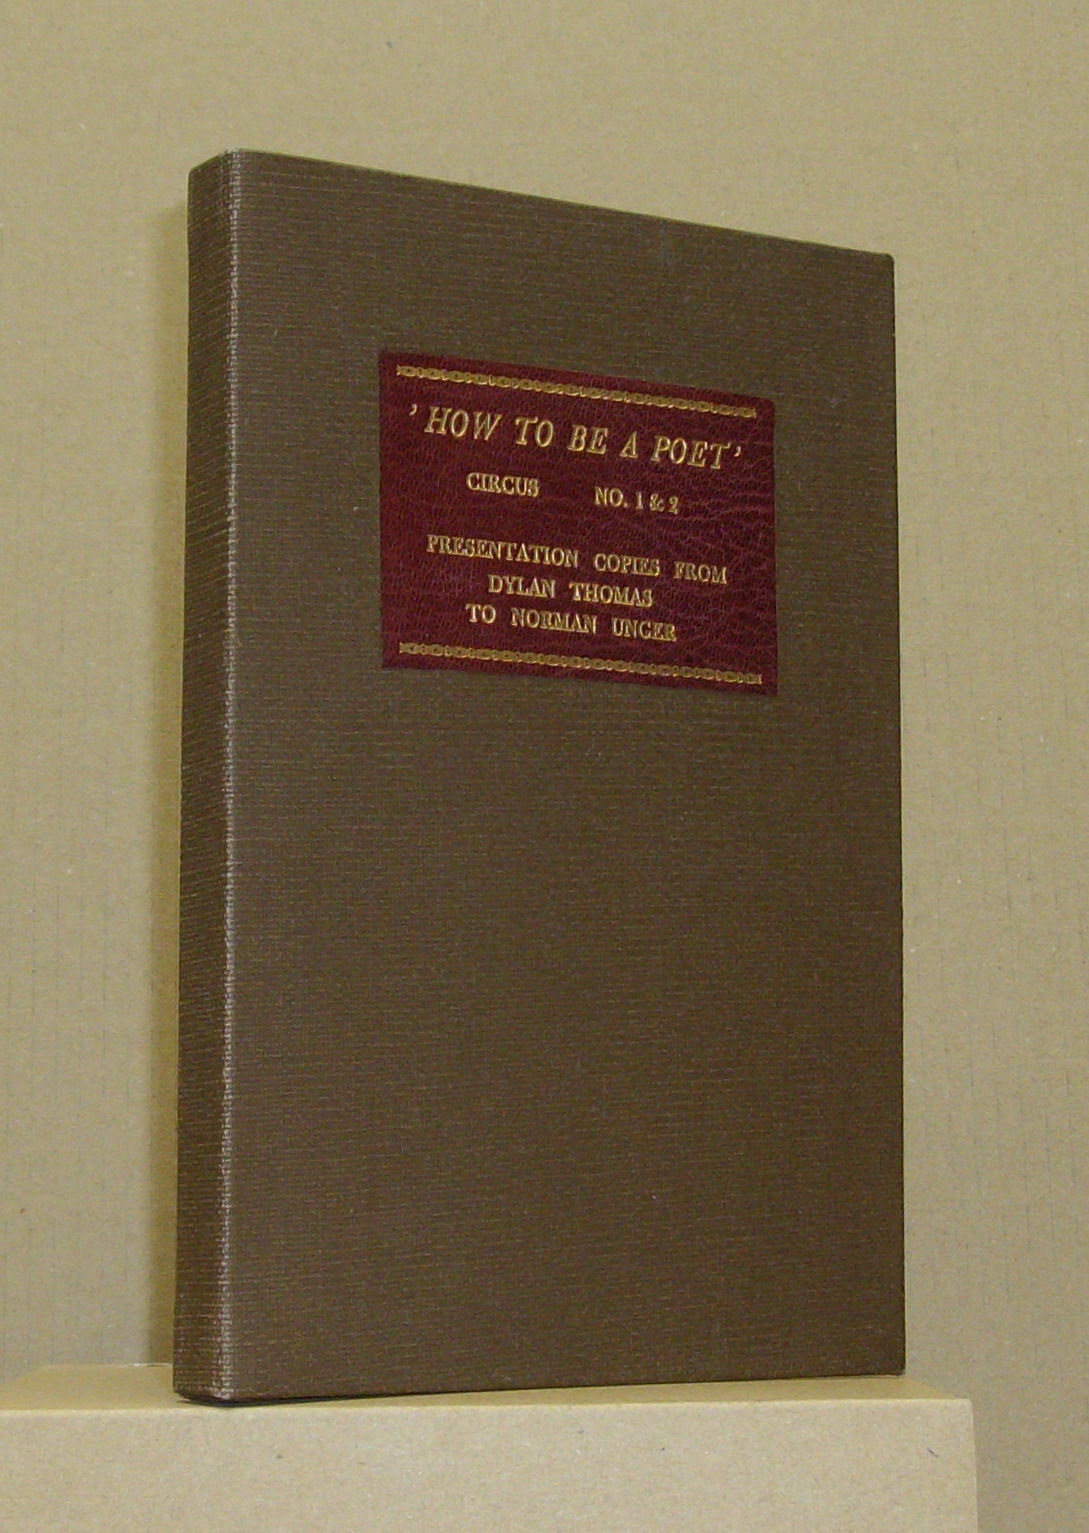 ’HOW TO BE A POET’
CIRCUS NO. 1 & 2
PRESENTATION COPIES FROM
DYLAN THOMAS
TO NORMAN UNGER